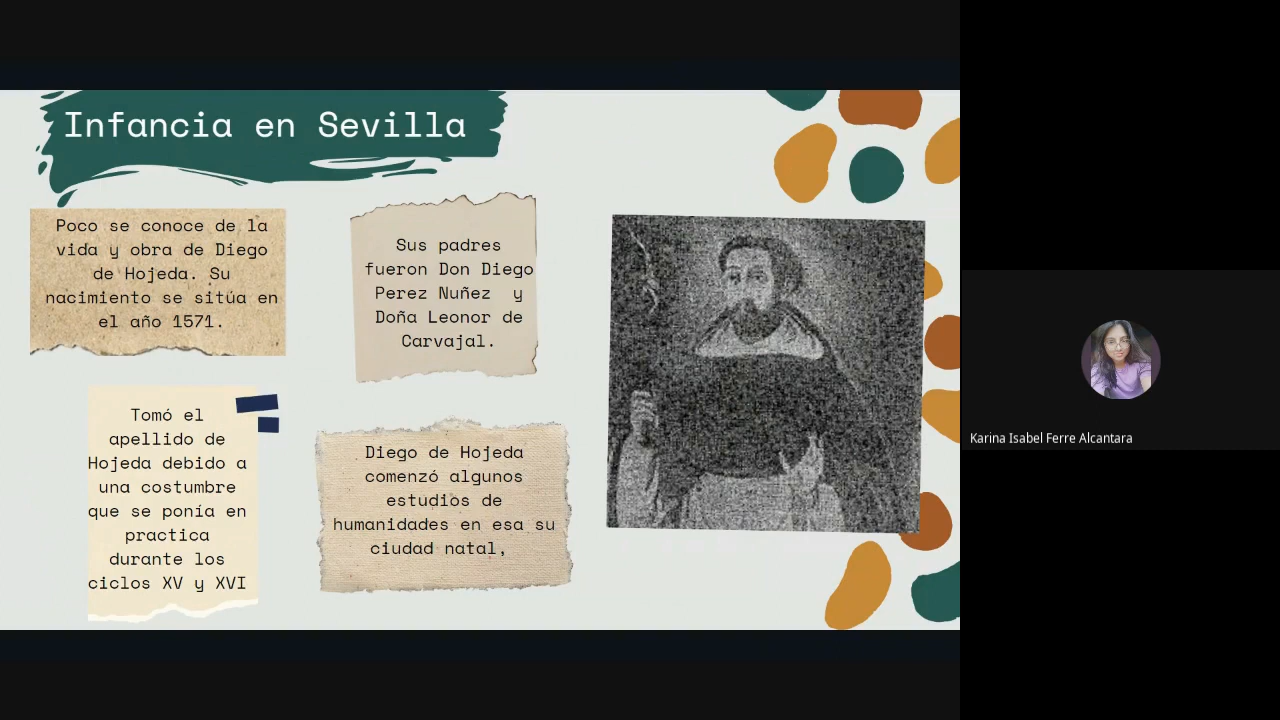 Infancia en Sevilla
Poco se conoce de la
vida y obra de Diego
de Hojeda. Su
nacimiento se sitúa en
el año 1571.
Sus padres
fueron Don Diego
Perez Nuñez y
Doña Leonor de
Carvajal.
Tomó el
apellido de
Hojeda debido a
una costumbre
que se ponía en
practica
durante los
ciclos XV y XVI
Diego de Hojeda
comenzó algunos
estudios de
humanidades en esa su
ciudad natal,
Karina Isabel Ferre Alcantara